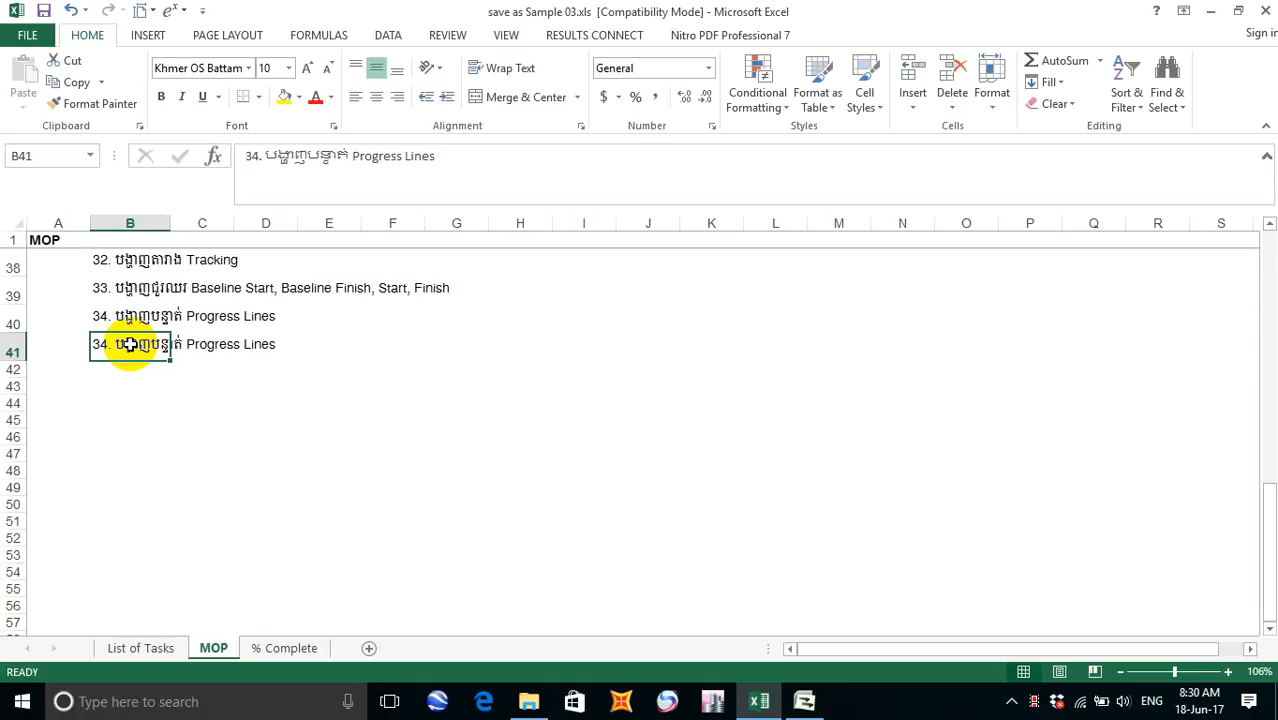 save as Sample 03.xls [Compatibility Mode] - Microsoft Excel
?
Sign in
FILE HOME INSERT PAGE LAYOUT FORMULAS DATA REVIEW VIEW RESULTS CONNECT Nitro PDF Professional 7
Paste
Cut
Copy
Format Painter
Clipboard
Khmer OS Battam 10
B I U
Font
Wrap Text
Merge & Center
Alignment
General
$ % ,
Number
Conditional Formatting
Format as Table
Cell Styles
Styles
Insert
Delete
Format
Cells
AutoSum
Fill
Clear
Sort & Filter
Find & Select
Editing
B41
34. បង្ហាញបន្ទាត់ Progress Lines
A B C D E F G H I J K L M N O P Q R S
1 MOP
38 32. បង្ហាញតារាង Tracking
39 33. បង្ហាញជួរឈរ Baseline Start, Baseline Finish, Start, Finish
40 34. បង្ហាញបន្ទាត់ Progress Lines
41 34. បង្ហាញបន្ទាត់ Progress Lines
42
43
44
45
46
47
48
49
50
51
52
53
54
55
56
57
List of Tasks MOP % Complete
READY
106%
Type here to search
ENG
8:30 AM
18-Jun-17